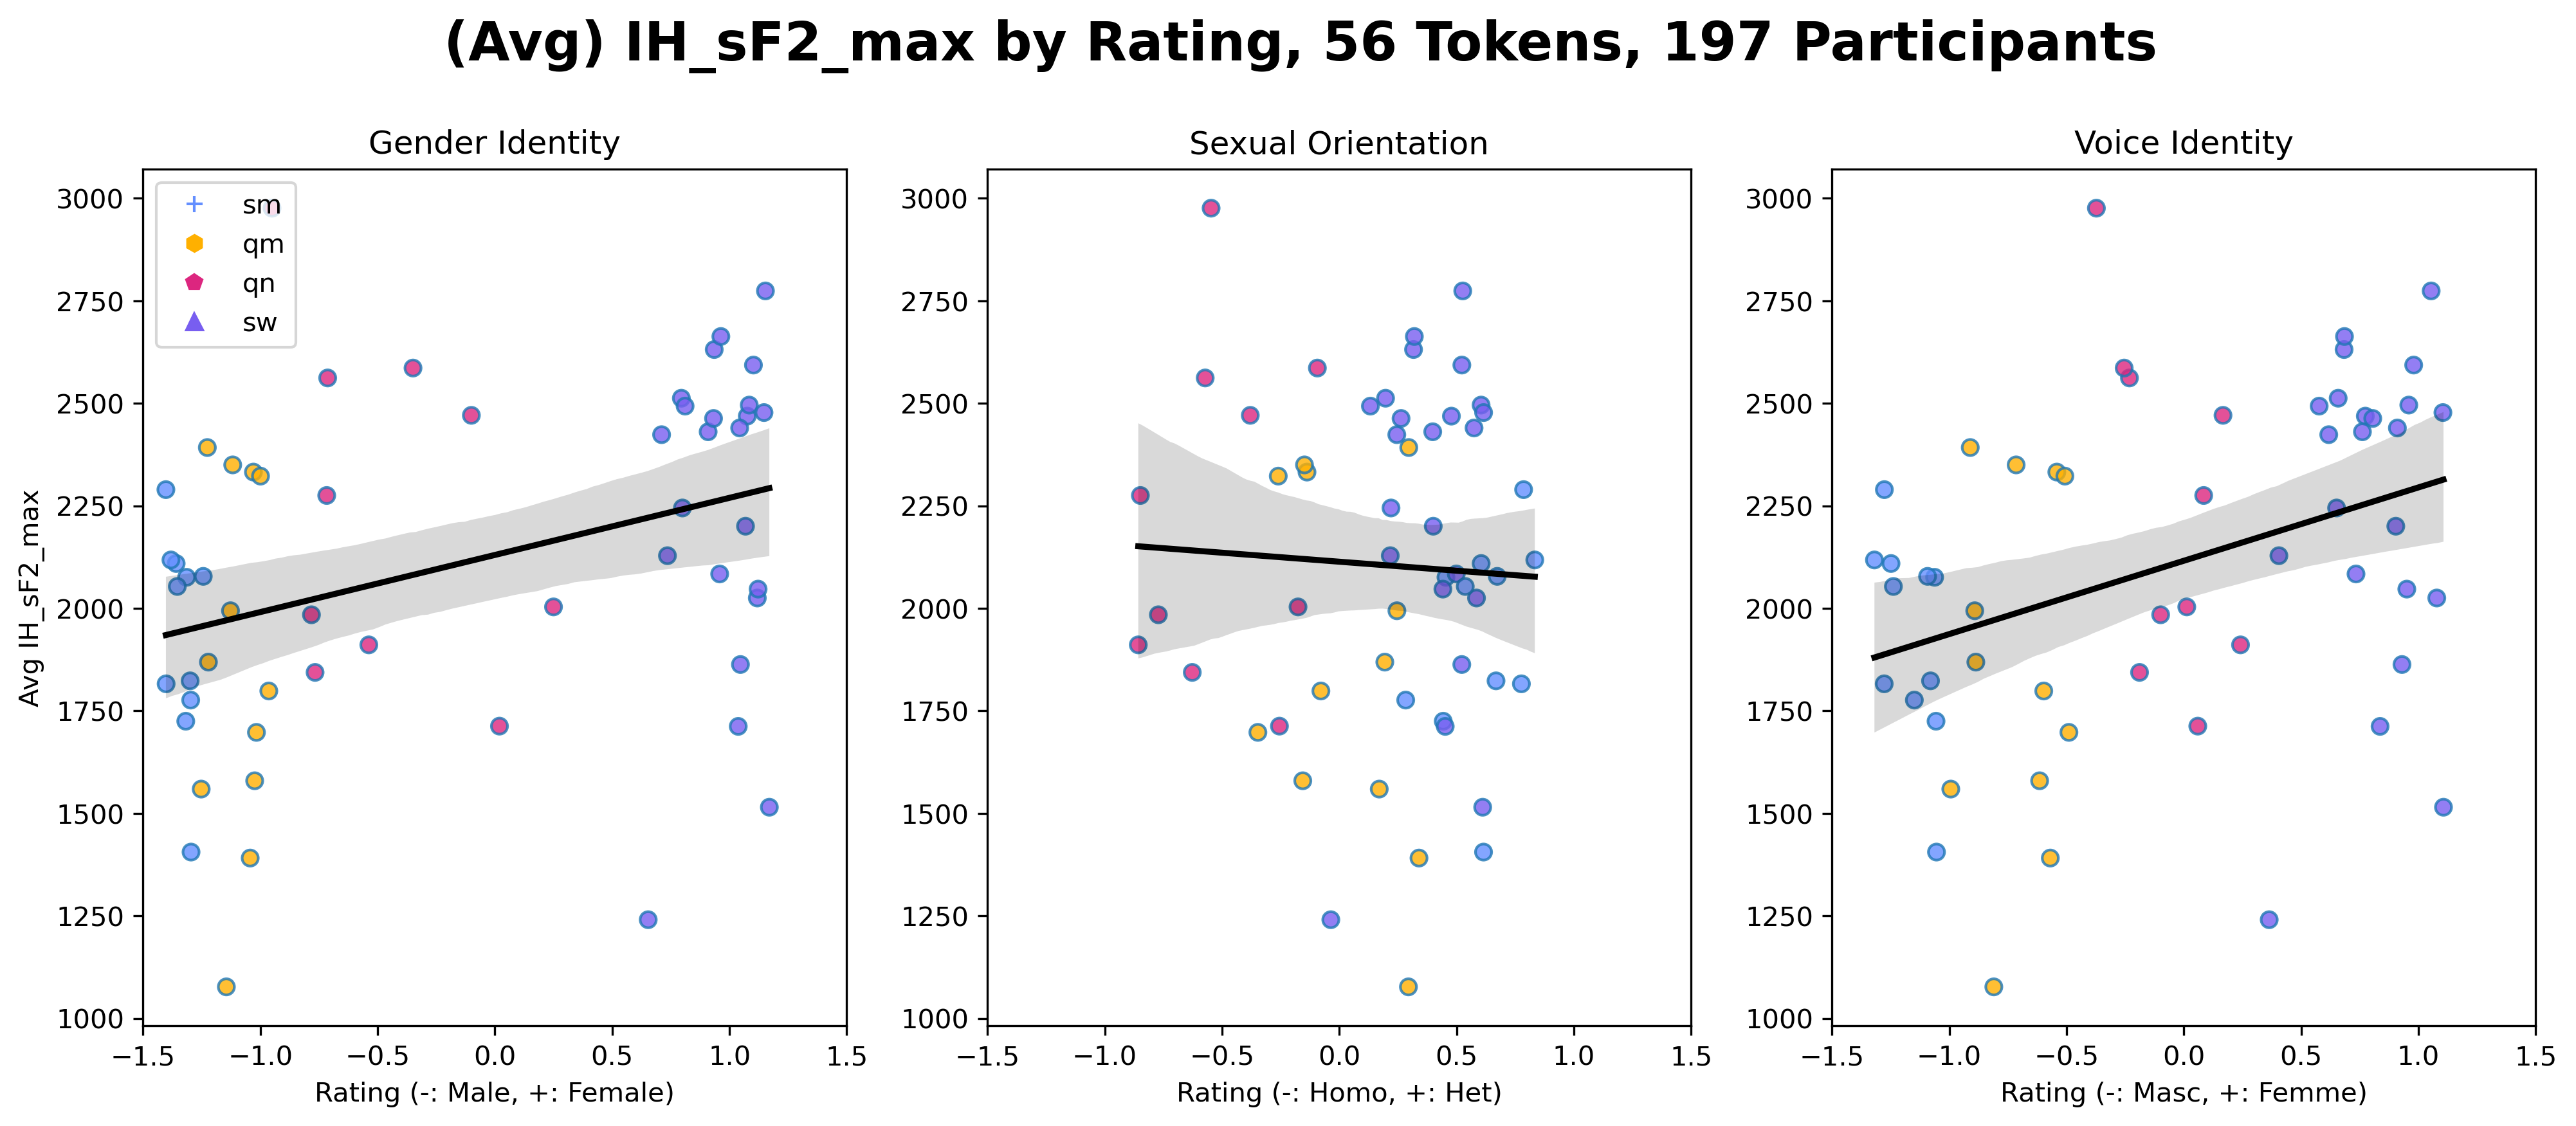 (Avg) IH_sF2_max by Rating, 56 Tokens, 197 Participants
Gender Identity
Sexual Orientation
Voice Identity
sm
qm
qn
sw
Avg IH_sF2_max
3000
2750
2500
2250
2000
1750
1500
1250
1000
−1.5 −1.0 −0.5 0.0 0.5 1.0 1.5
Rating (-: Male, +: Female)
3000
2750
2500
2250
2000
1750
1500
1250
1000
−1.5 −1.0 −0.5 0.0 0.5 1.0 1.5
Rating (-: Homo, +: Het)
3000
2750
2500
2250
2000
1750
1500
1250
1000
−1.5 −1.0 −0.5 0.0 0.5 1.0 1.5
Rating (-: Masc, +: Femme)